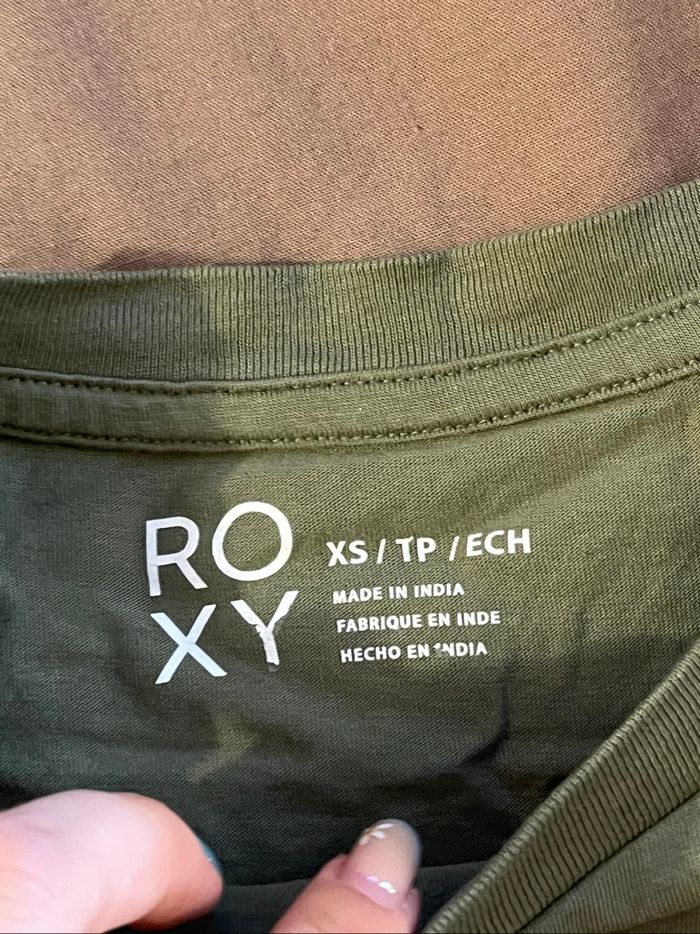 RO
XY
XS / TP / ECH
MADE IN INDIA
FABRIQUE EN INDE
HECHO EN INDIA